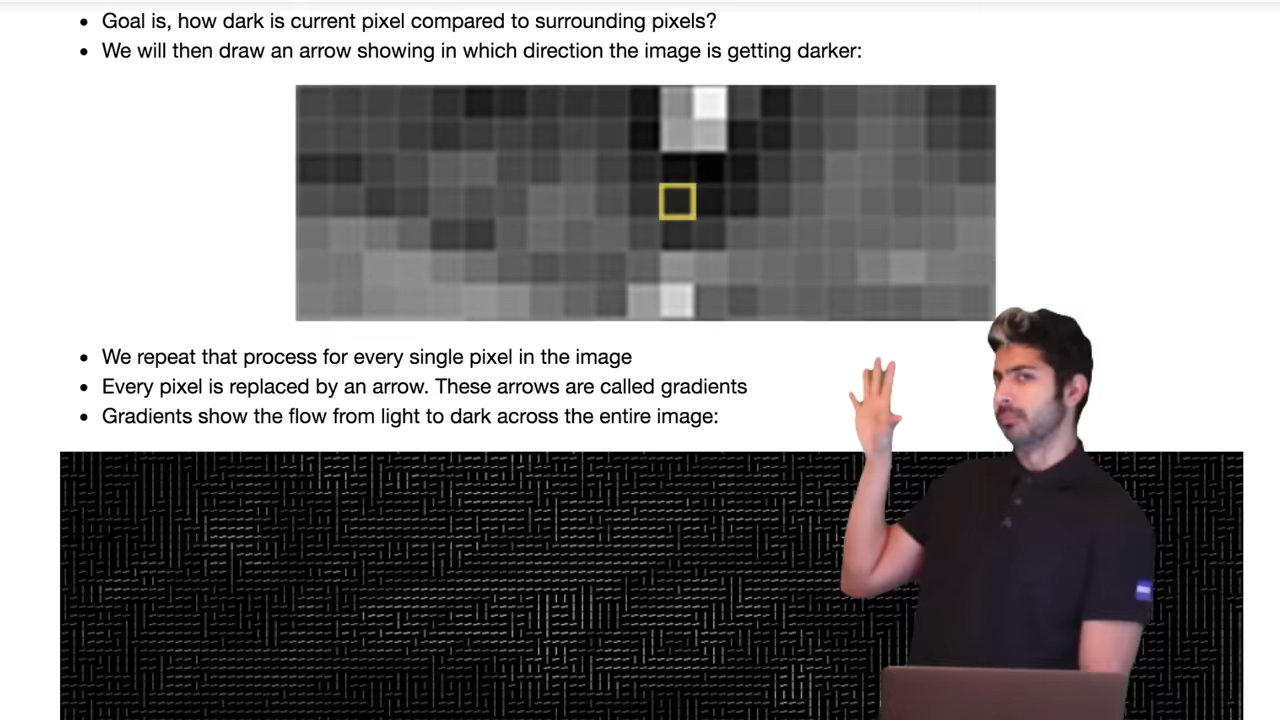 • Goal is, how dark is current pixel compared to surrounding pixels?
• We will then draw an arrow showing in which direction the image is getting darker:
• We repeat that process for every single pixel in the image
• Every pixel is replaced by an arrow. These arrows are called gradients
• Gradients show the flow from light to dark across the entire image: